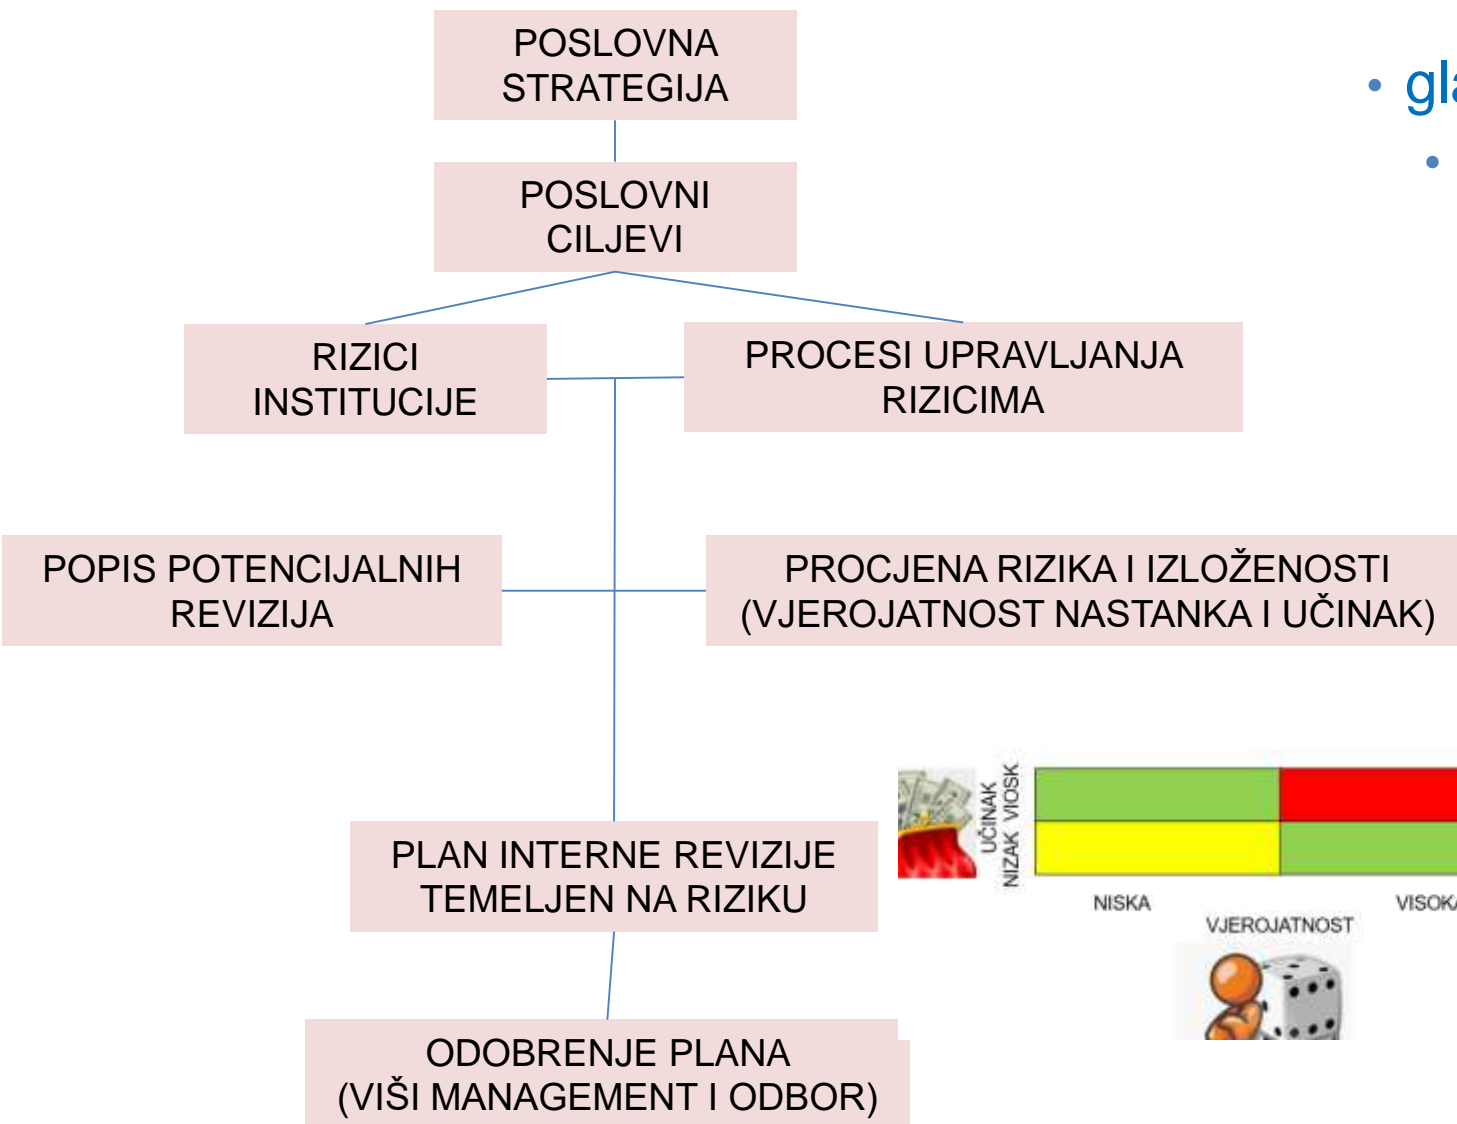 POSLOVNA
STRATEGIJA
POSLOVNI
CILJEVI
RIZICI
INSTITUCIJE
PROCESI UPRAVLJANJA
RIZICIMA
POPIS POTENCIJALNIH
REVIZIJA
PROCJENA RIZIKA I IZLOŽENOSTI
(VJEROJATNOST NASTANKA I UČINAK)
UČINAK
NIZAK VIOSK
NISKA
VJEROJATNOST
PLAN INTERNE REVIZIJE
TEMELJEN NA RIZIKU
ODOBRENJE PLANA
(VIŠI MANAGEMENT I ODBOR)